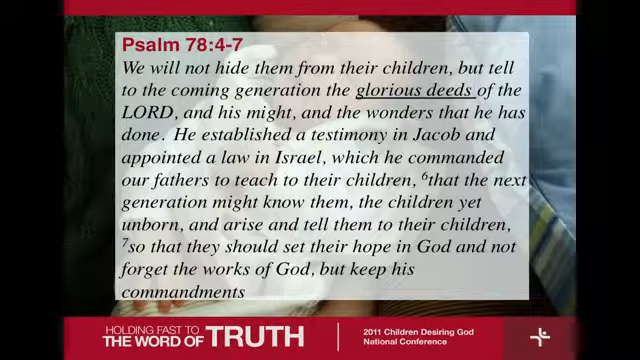 Psalm 78:4-7
We will not hide them from their children, but tell
to the coming generation the glorious deeds of the
LORD, and his might, and the wonders that he has
done. He established a testimony in Jacob and
appointed a law in Israel, which he commanded
our fathers to teach to their children, ⁶that the next
generation might know them, the children yet
unborn, and arise and tell them to their children,
⁷so that they should set their hope in God and not
forget the works of God, but keep his
commandments
HOLDING FAST TO
THE WORD OF TRUTH
2011 Children Desiring God
National Conference